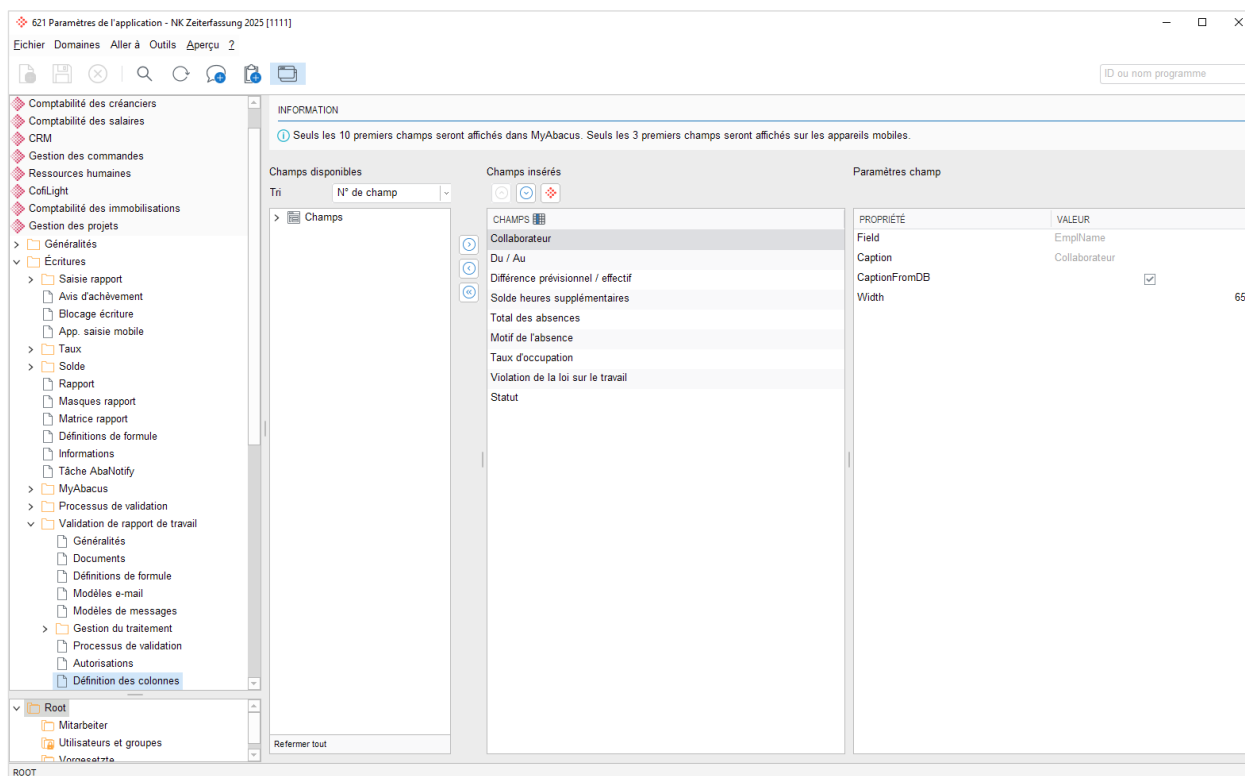 621 Paramètres de l'application - NK Zeiterfassung 2025 [1111]
Fichier Domaines Aller à Outils Aperçu ?
ID ou nom programme
Comptabilité des créanciers
Comptabilité des salaires
CRM
Gestion des commandes
Ressources humaines
CofiLight
Comptabilité des immobilisations
Gestion des projets
Généralités
Écritures
Saisie rapport
Avis d'achèvement
Blocage écriture
App. saisie mobile
Taux
Solde
Rapport
Masques rapport
Matrice rapport
Définitions de formule
Informations
Tâche AbaNotify
MyAbacus
Processus de validation
Validation de rapport de travail
Généralités
Documents
Définitions de formule
Modèles e-mail
Modèles de messages
Gestion du traitement
Processus de validation
Autorisations
Définition des colonnes
Root
Mitarbeiter
Utilisateurs et groupes
Vorgesetzte
ROOT
INFORMATION
Seuls les 10 premiers champs seront affichés dans MyAbacus. Seuls les 3 premiers champs seront affichés sur les appareils mobiles.
Champs disponibles
Tri N° de champ
Champs
Refermer tout
Champs insérés
CHAMPS
Collaborateur
Du / Au
Différence prévisionnel / effectif
Solde heures supplémentaires
Total des absences
Motif de l'absence
Taux d'occupation
Violation de la loi sur le travail
Statut
Paramètres champ
PROPRIÉTÉ VALEUR
Field EmplName
Caption Collaborateur
CaptionFromDB
Width 65